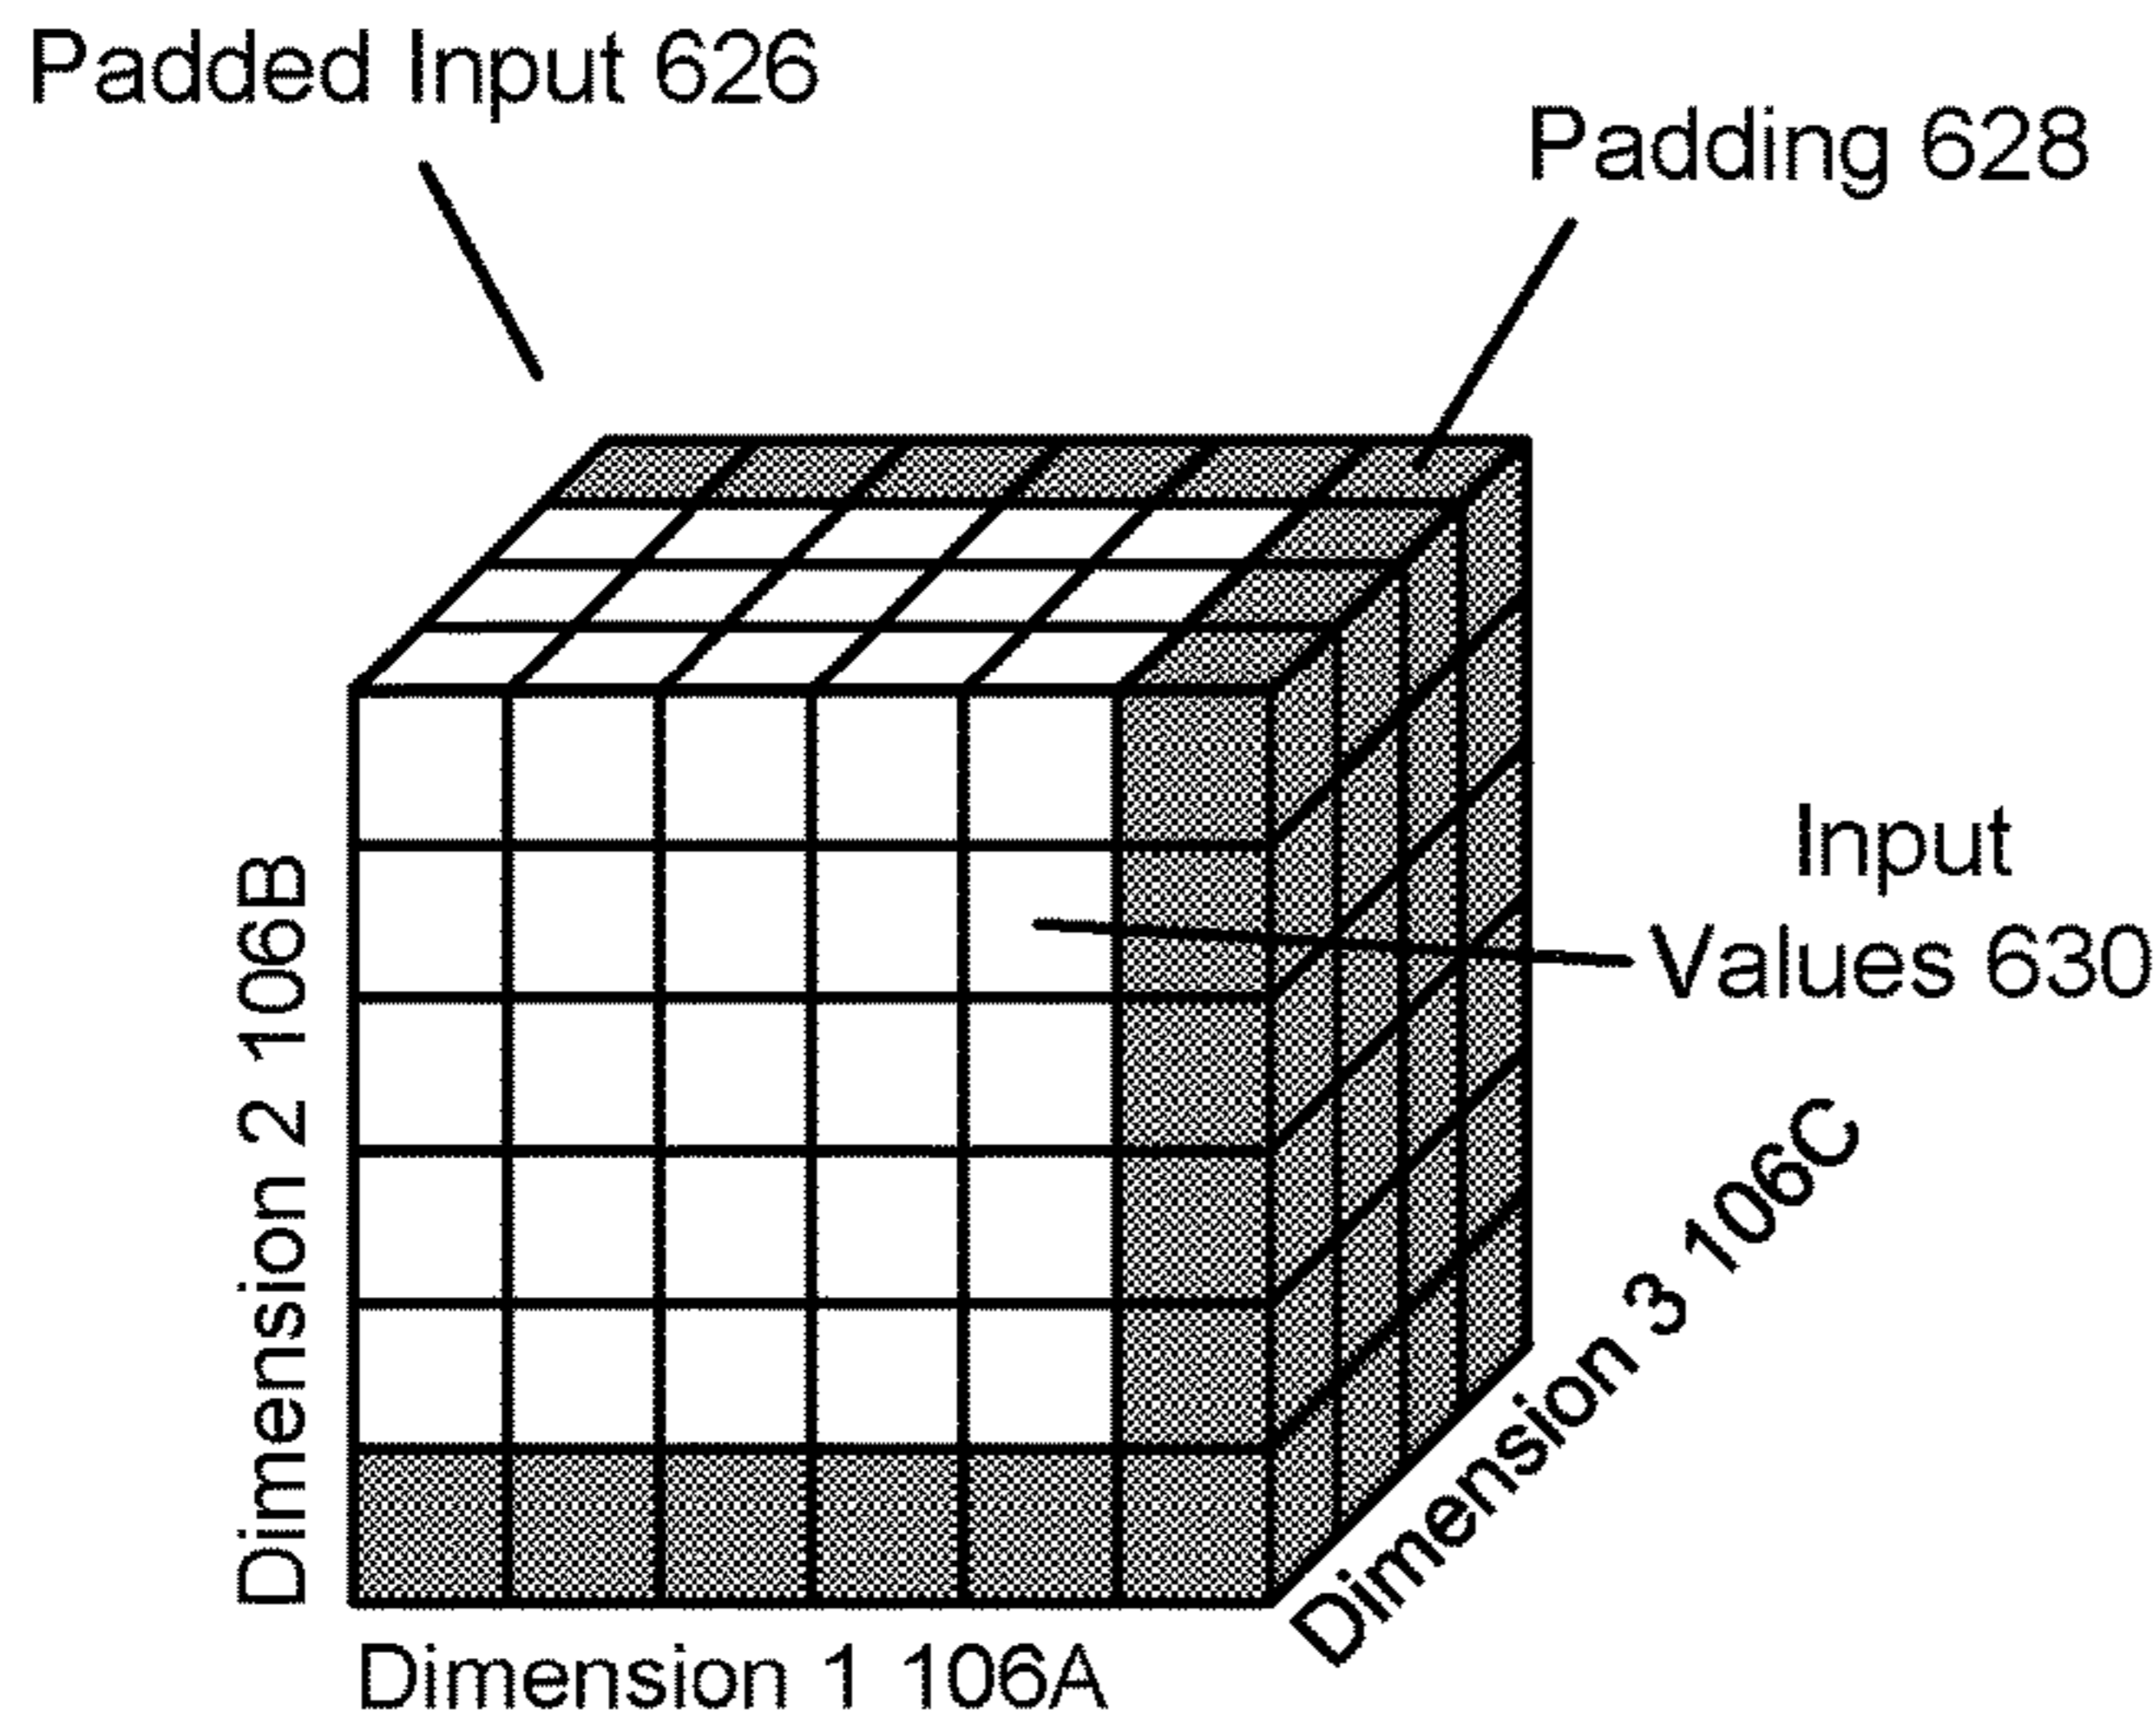 Padded Input 626
Padding 628
Input
Values 630
Dimension 2 106B
Dimension 3 106C
Dimension 1 106A